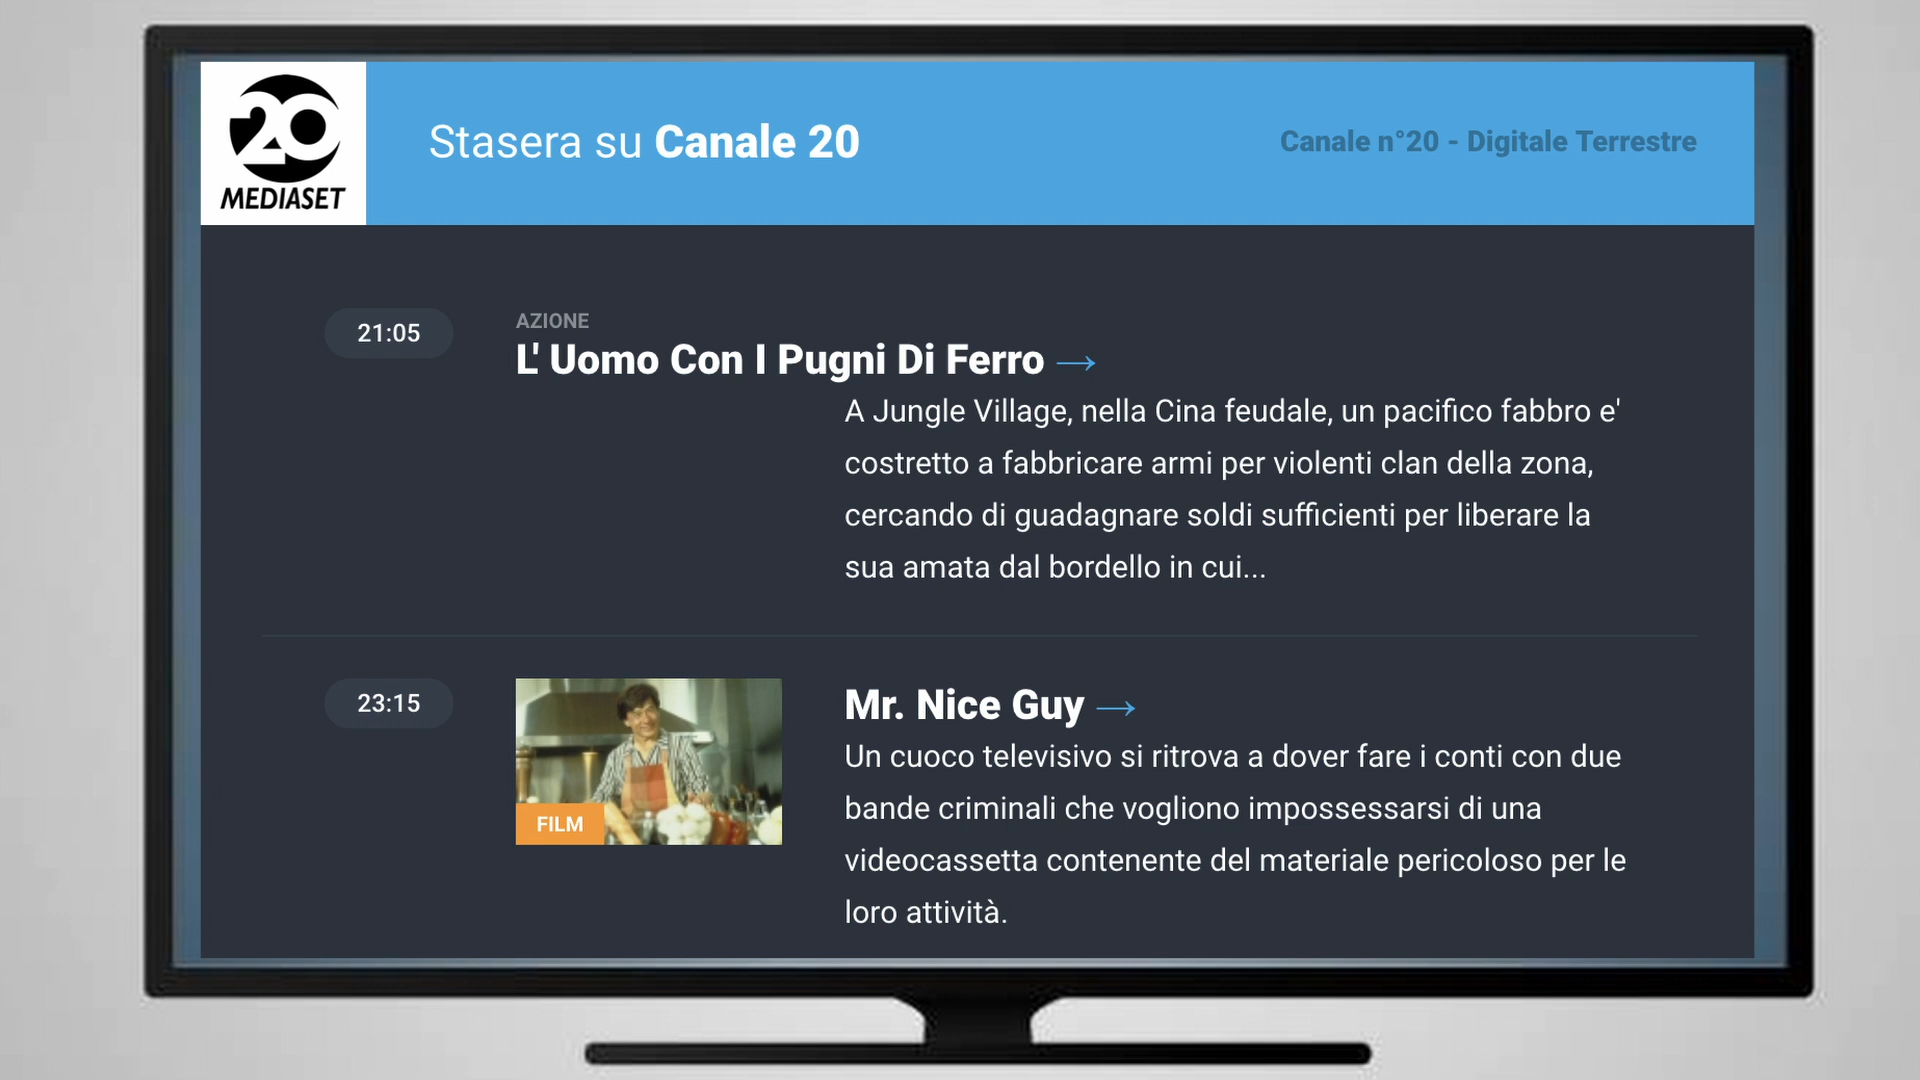 20
MEDIASET
Stasera su Canale 20
Canale n°20 - Digitale Terrestre
21:05
AZIONE
L' Uomo Con I Pugni Di Ferro →
A Jungle Village, nella Cina feudale, un pacifico fabbro e'
costretto a fabbricare armi per violenti clan della zona,
cercando di guadagnare soldi sufficienti per liberare la
sua amata dal bordello in cui...
23:15
FILM
Mr. Nice Guy →
Un cuoco televisivo si ritrova a dover fare i conti con due
bande criminali che vogliono impossessarsi di una
videocassetta contenente del materiale pericoloso per le
loro attività.